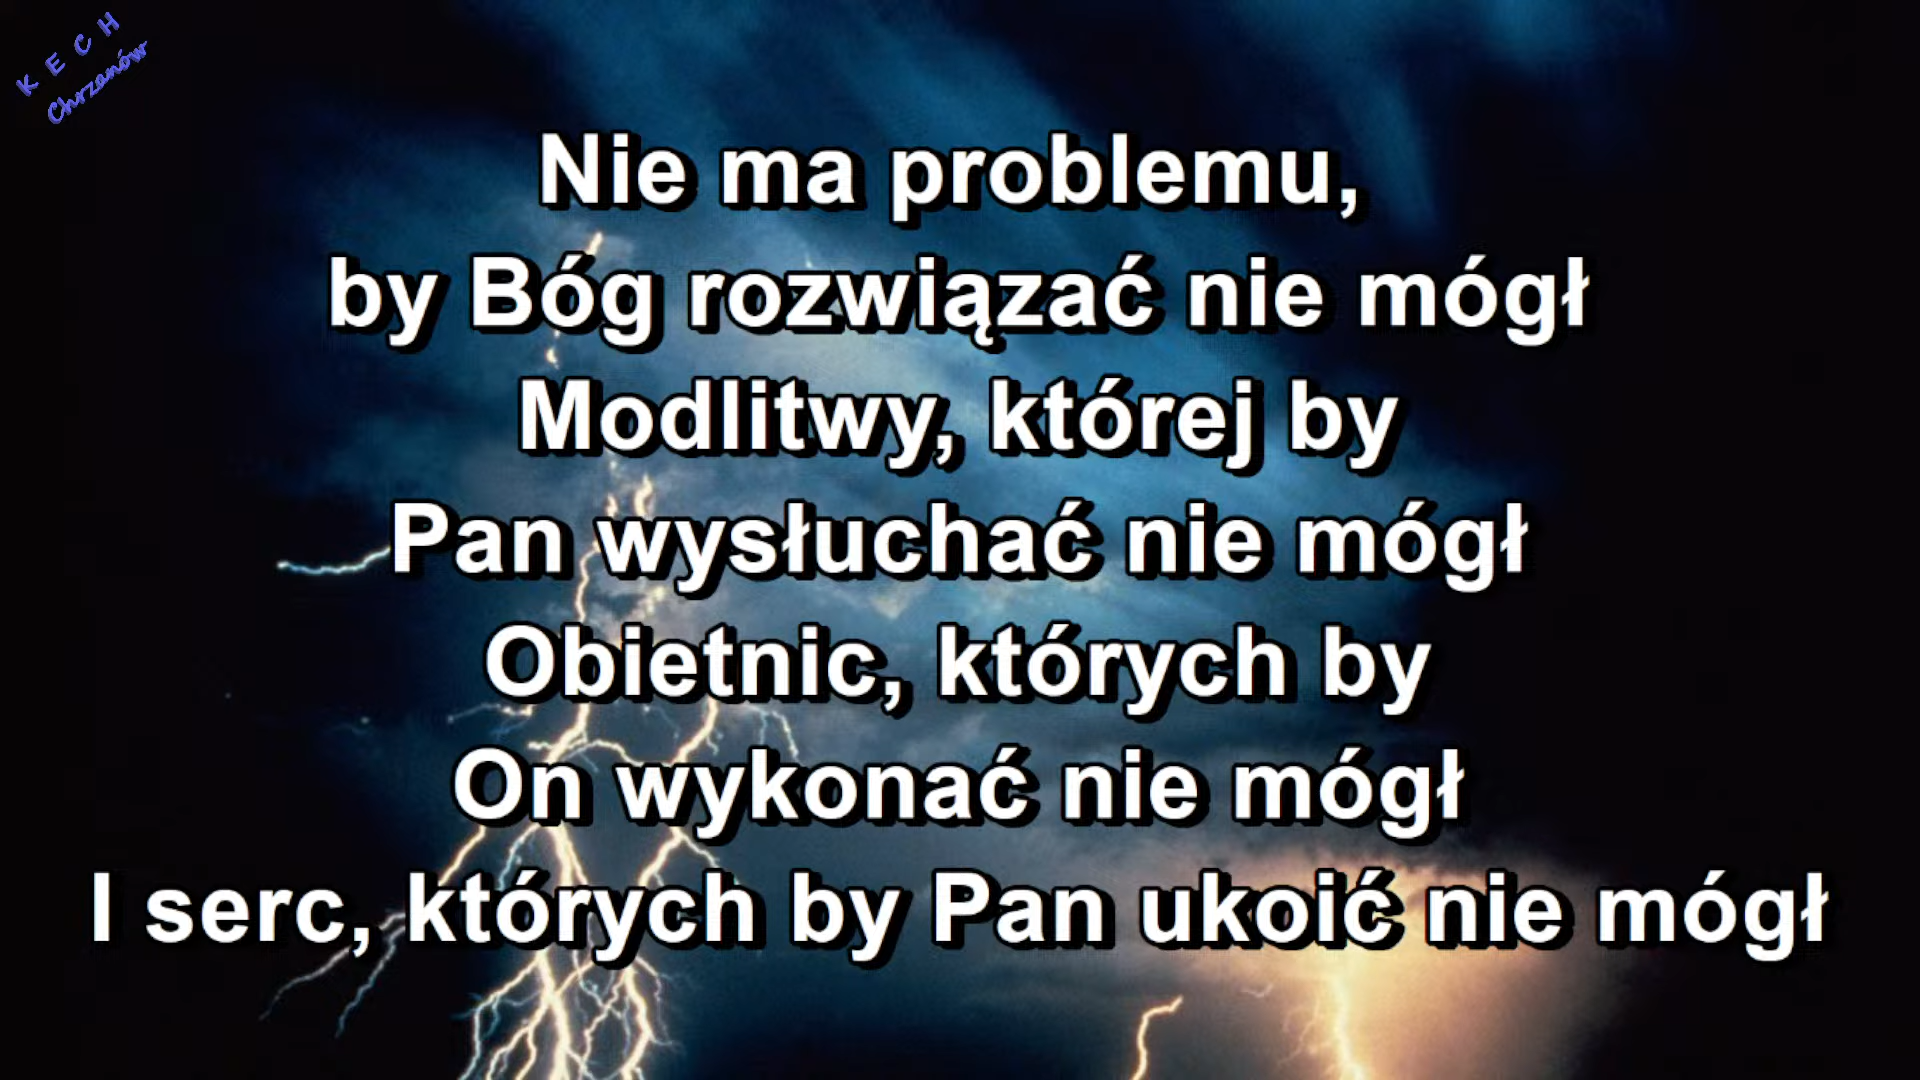 K E C H
Chrzanów
Nie ma problemu,
by Bóg rozwiązać nie mógł
Modlitwy, której by
Pan wysłuchać nie mógł
Obietnic, których by
On wykonać nie mógł
I serc, których by Pan ukoić nie mógł